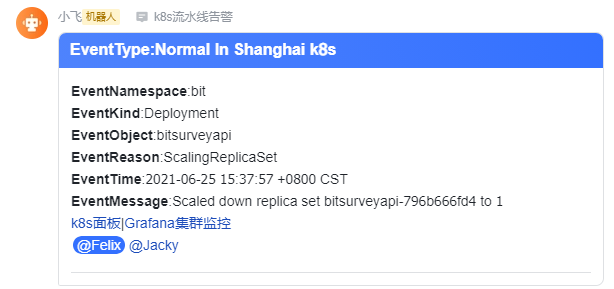 小飞 机器人 k8s流水线告警
EventType:Normal In Shanghai k8s
EventNamespace:bit
EventKind:Deployment
EventObject:bitsurveyapi
EventReason:ScalingReplicaSet
EventTime:2021-06-25 15:37:57 +0800 CST
EventMessage:Scaled down replica set bitsurveyapi-796b666fd4 to 1
k8s面板|Grafana集群监控
@Felix @Jacky